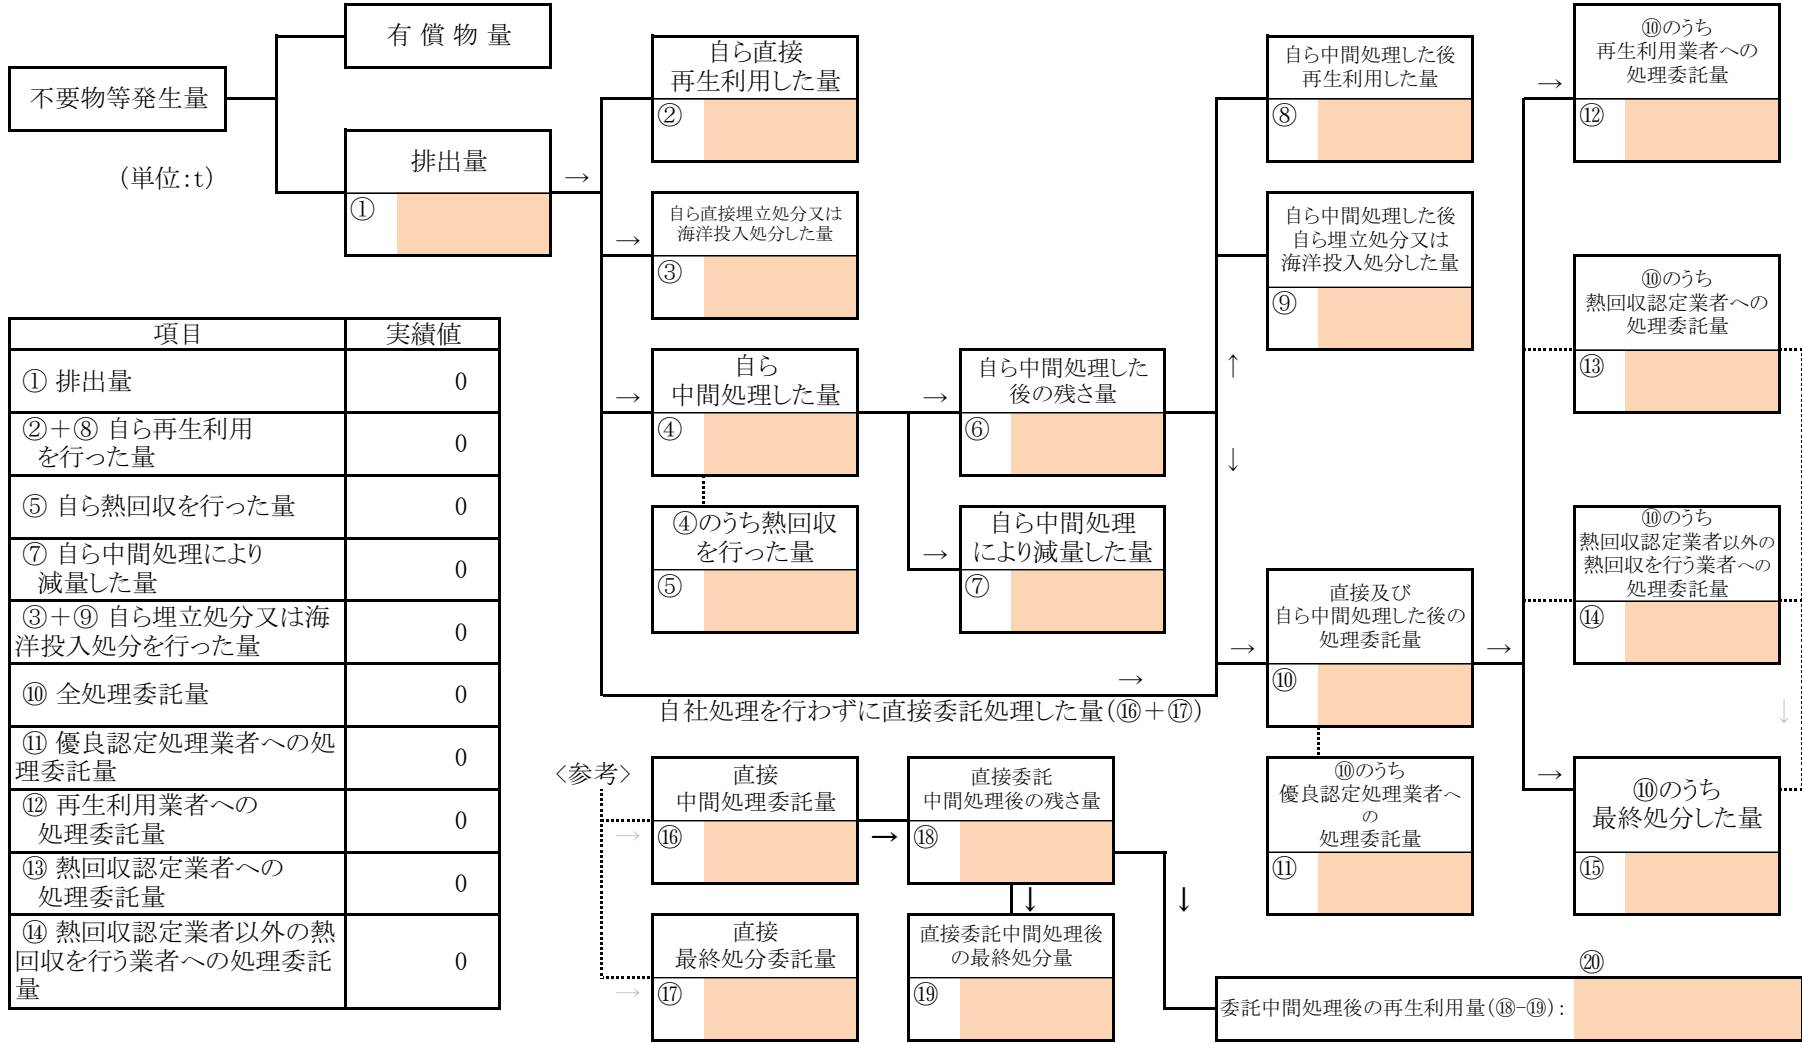 不要物等発生量
(単位:t)
有 償 物 量
排出量
→
①
自ら直接
再生利用した量
②
→
自ら直接埋立処分又は
海洋投入処分した量
③
→
自ら
中間処理した量
④
④のうち熱回収
を行った量
⑤
→
自ら中間処理した
後の残さ量
⑥
→
自ら中間処理
により減量した量
⑦
↑
↓
自ら中間処理した後
再生利用した量
⑧
自ら中間処理した後
自ら埋立処分又は
海洋投入処分した量
⑨
→
自社処理を行わずに直接委託処理した量(⑯+⑰)
→
直接及び
自ら中間処理した後の
処理委託量
⑩
→
⑩のうち
優良認定処理業者へ
の
処理委託量
⑪
→
⑩のうち
再生利用業者への
処理委託量
⑫
⑩のうち
熱回収認定業者への
処理委託量
⑬
⑩のうち
熱回収認定業者以外の
熱回収を行う業者への
処理委託量
⑭
↓
→
⑩のうち
最終処分した量
⑮
項目 実績値
① 排出量 0
②+⑧ 自ら再生利用
を行った量 0
⑤ 自ら熱回収を行った量 0
⑦ 自ら中間処理により
減量した量 0
③+⑨ 自ら埋立処分又は海
洋投入処分を行った量 0
⑩ 全処理委託量 0
⑪ 優良認定処理業者への処
理委託量 0
⑫ 再生利用業者への
処理委託量 0
⑬ 熱回収認定業者への
処理委託量 0
⑭ 熱回収認定業者以外の熱
回収を行う業者への処理委託
量 0
<参考>
→
直接
中間処理委託量
⑯
→
直接
最終処分委託量
⑰
→
直接委託
中間処理後の残さ量
⑱
↓
直接委託中間処理後
の最終処分量
⑲
↓
⑳
委託中間処理後の再生利用量(⑱-⑲):